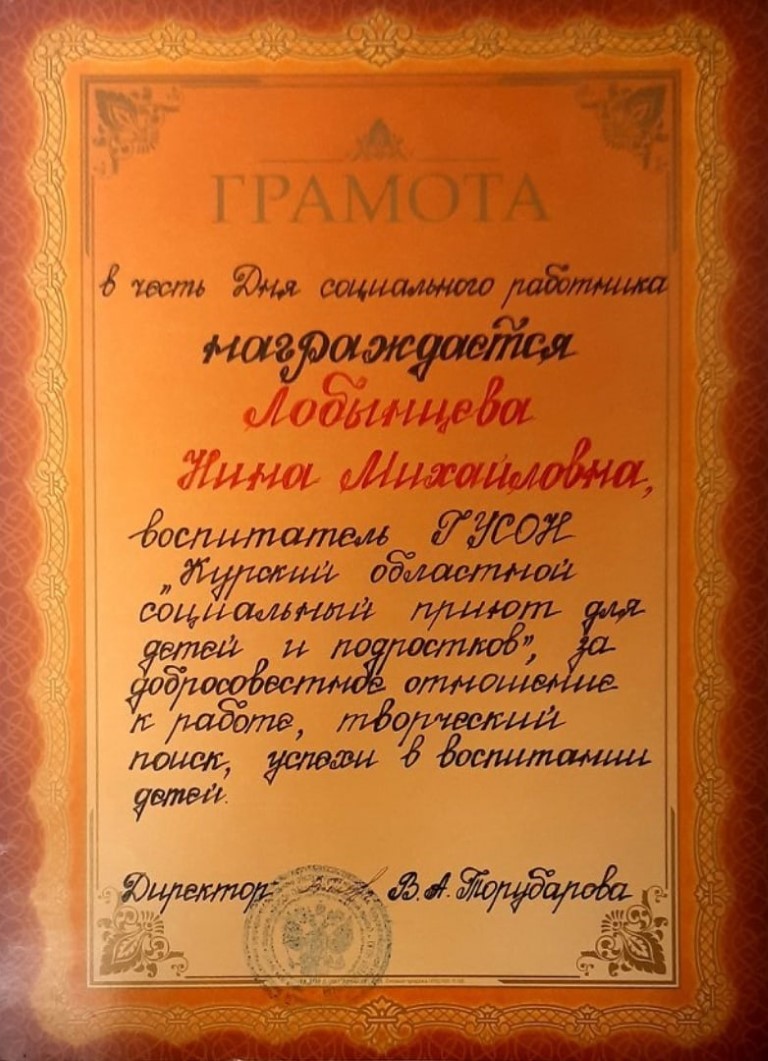 ГРАМОТА
в честь Дня социального работника
награждается
Лобынцева
Нина Михайловна,
воспитатель ГУСОН
„Курский областной
социальный приют для
детей и подростков", за
добросовестное отношение
к работе, творческий
поиск, успехи в воспитании
детей.
Директор В.А. Торубарова